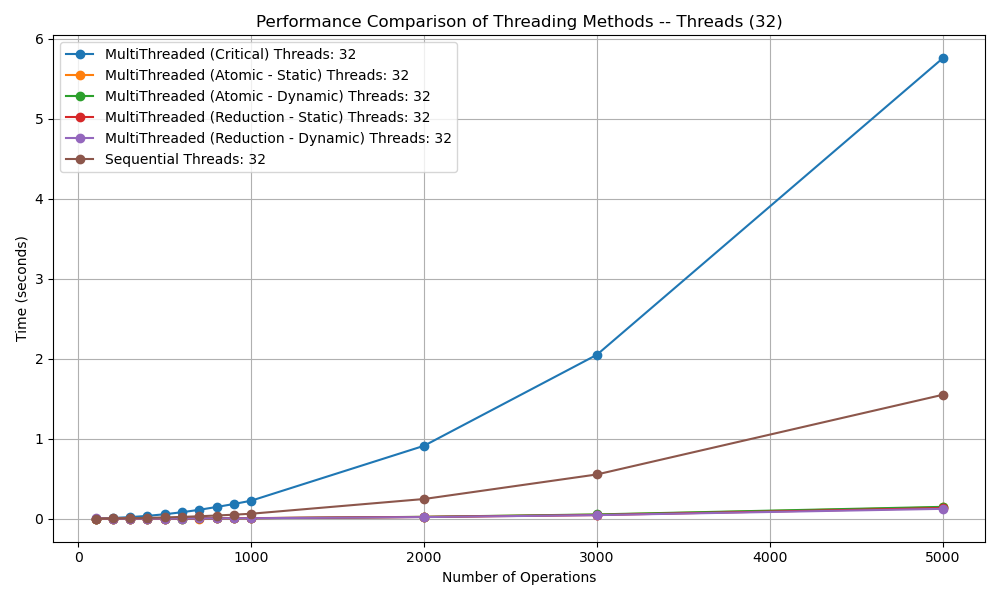 Performance Comparison of Threading Methods -- Threads (32)
MultiThreaded (Critical) Threads: 32
MultiThreaded (Atomic - Static) Threads: 32
MultiThreaded (Atomic - Dynamic) Threads: 32
MultiThreaded (Reduction - Static) Threads: 32
MultiThreaded (Reduction - Dynamic) Threads: 32
Sequential Threads: 32
Time (seconds)
6
5
4
3
2
1
0
0 1000 2000 3000 4000 5000
Number of Operations